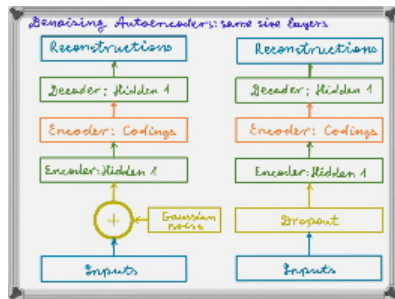 Denoising Autoencoders: same size layers
Reconstructions
Decoder: Hidden 1
Encoder: Codings
Encoder: Hidden 1
+
Gaussian
noise
Inputs
Reconstructions
Decoder: Hidden 1
Encoder: Codings
Encoder: Hidden 1
Dropout
Inputs